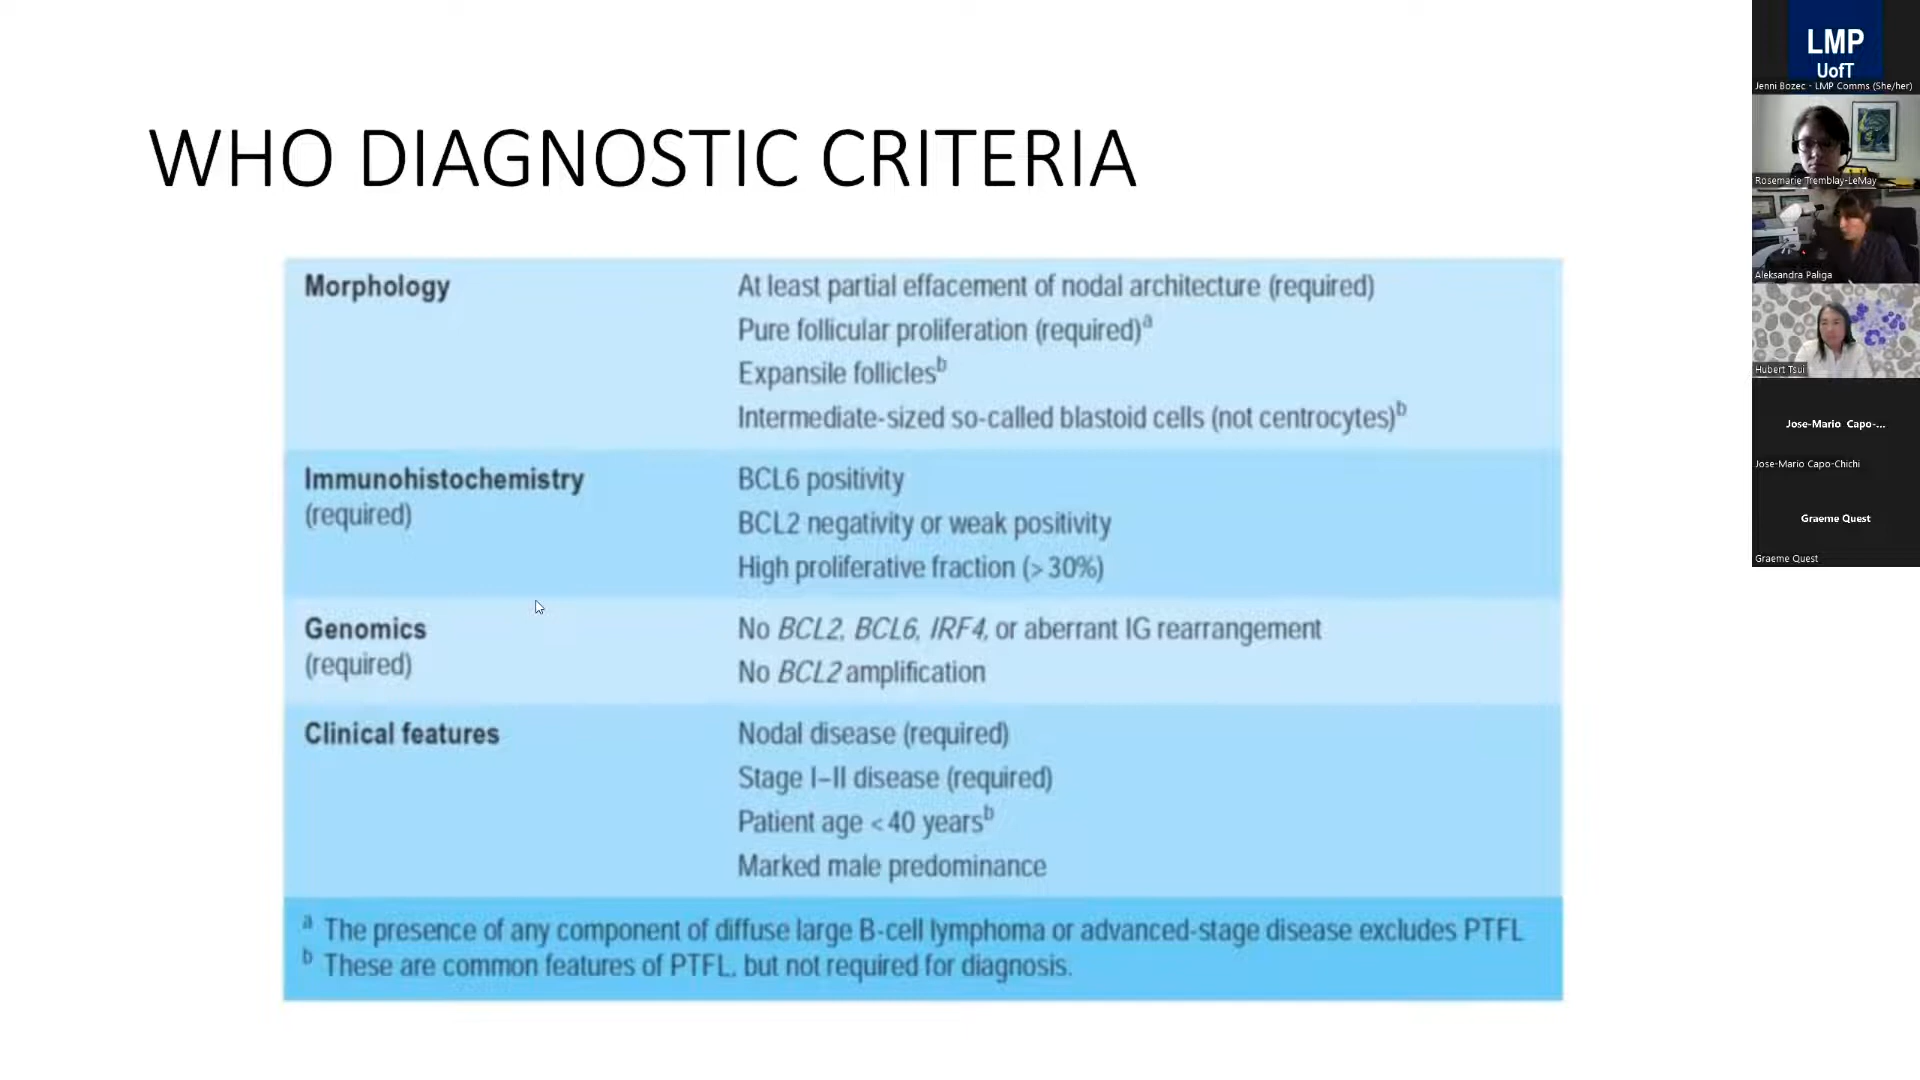 WHO DIAGNOSTIC CRITERIA
Morphology
At least partial effacement of nodal architecture (required)
Pure follicular proliferation (required)a
Expansile folliclesb
Intermediate-sized so-called blastoid cells (not centrocytes)b
Immunohistochemistry
(required)
BCL6 positivity
BCL2 negativity or weak positivity
High proliferative fraction (> 30%)
Genomics
(required)
No BCL2, BCL6, IRF4, or aberrant IG rearrangement
No BCL2 amplification
Clinical features
Nodal disease (required)
Stage I–II disease (required)
Patient age < 40 yearsb
Marked male predominance
a The presence of any component of diffuse large B-cell lymphoma or advanced-stage disease excludes PTFL
b These are common features of PTFL, but not required for diagnosis.
LMP
UofT
Jenni Bozec - LMP Comms (She/her)
Rosemarie Tremblay-LeMay
Aleksandra Paliga
Hubert Tsui
Jose-Mario Capo-...
Jose-Mario Capo-Chichi
Graeme Quest
Graeme Quest